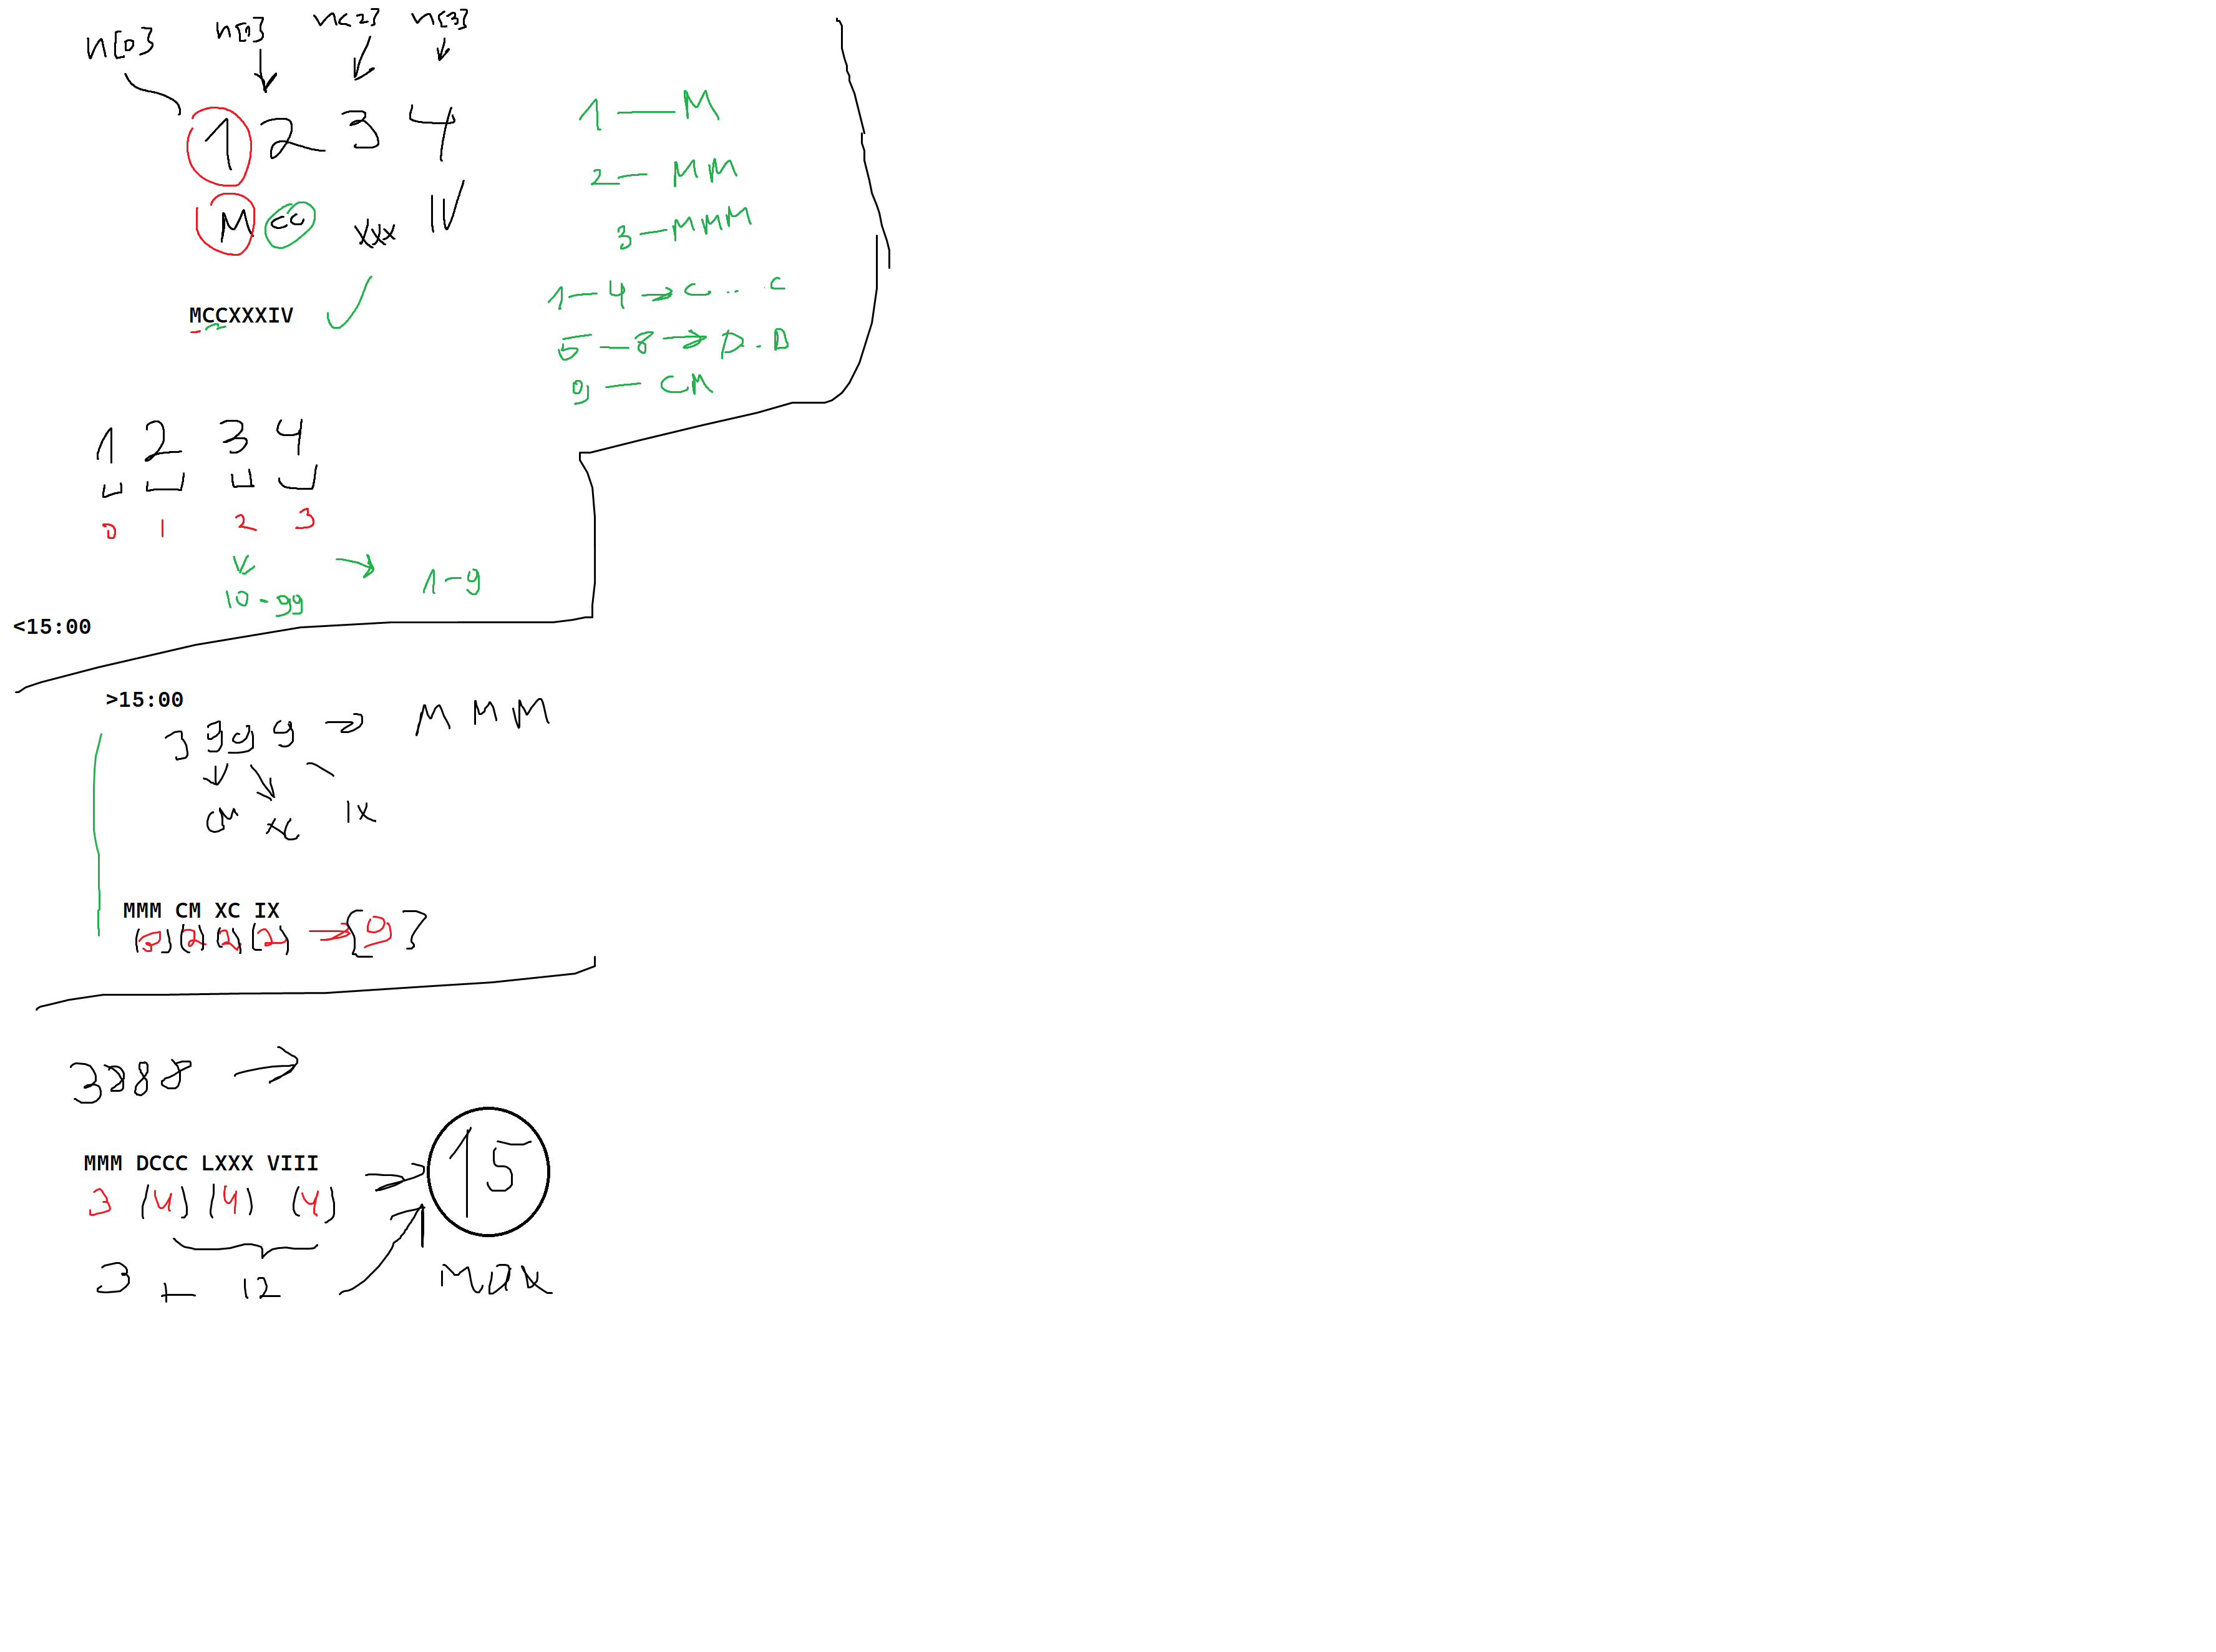 n[0] n[1] n[2] n[3]
1 2 3 4
M CC XXX IV
MCCXXXIV
1 — M
2 — MM
3 — MMM
1 — 4 → C .. . C
5 — 8 → D . D
9 — CM
1 2 3 4
0 1 2 3
10 - 99 → 1 - 9
<15:00
>15:00
3 9 9 9 → M M M
CM XC IX
MMM CM XC IX
(3) (2) (2) (2) → [9]
3888 →
MMM DCCC LXXX VIII
3 (4) (4) (4)
15
3 + 12
MAX